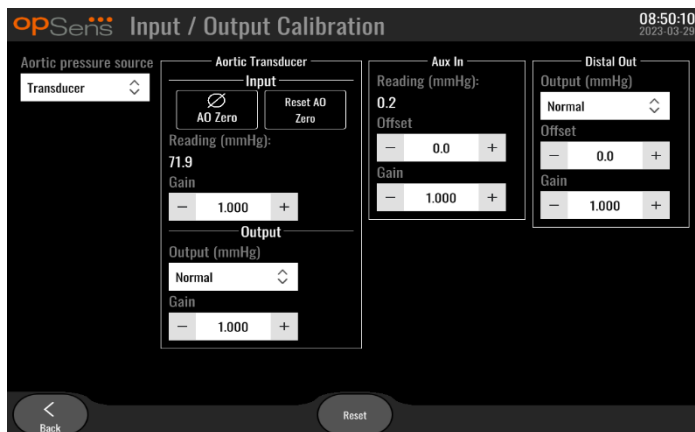 opSens Input / Output Calibration
08:50:10
2023-03-29
Aortic pressure source
Transducer
Aortic Transducer
Input
AO Zero
Reset AO
Zero
Reading (mmHg):
71.9
Gain
− 1.000 +
Output
Output (mmHg)
Normal
Gain
− 1.000 +
Aux In
Reading (mmHg):
0.2
Offset
− 0.0 +
Gain
− 1.000 +
Distal Out
Output (mmHg)
Normal
Offset
− 0.0 +
Gain
− 1.000 +
Back
Reset